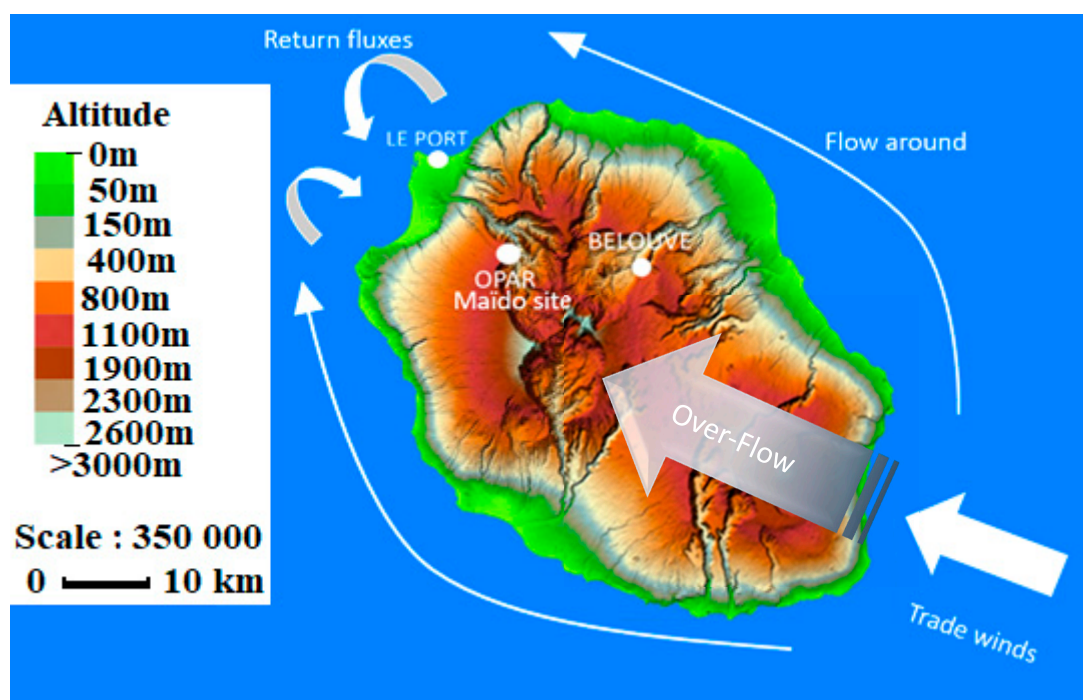 Return fluxes
Altitude
0m
50m
150m
400m
800m
1100m
1900m
2300m
2600m
>3000m
Scale : 350 000
0 10 km
LE PORT
Flow around
BELOUVE
OPAR
Maïdo site
Over-Flow
Trade winds